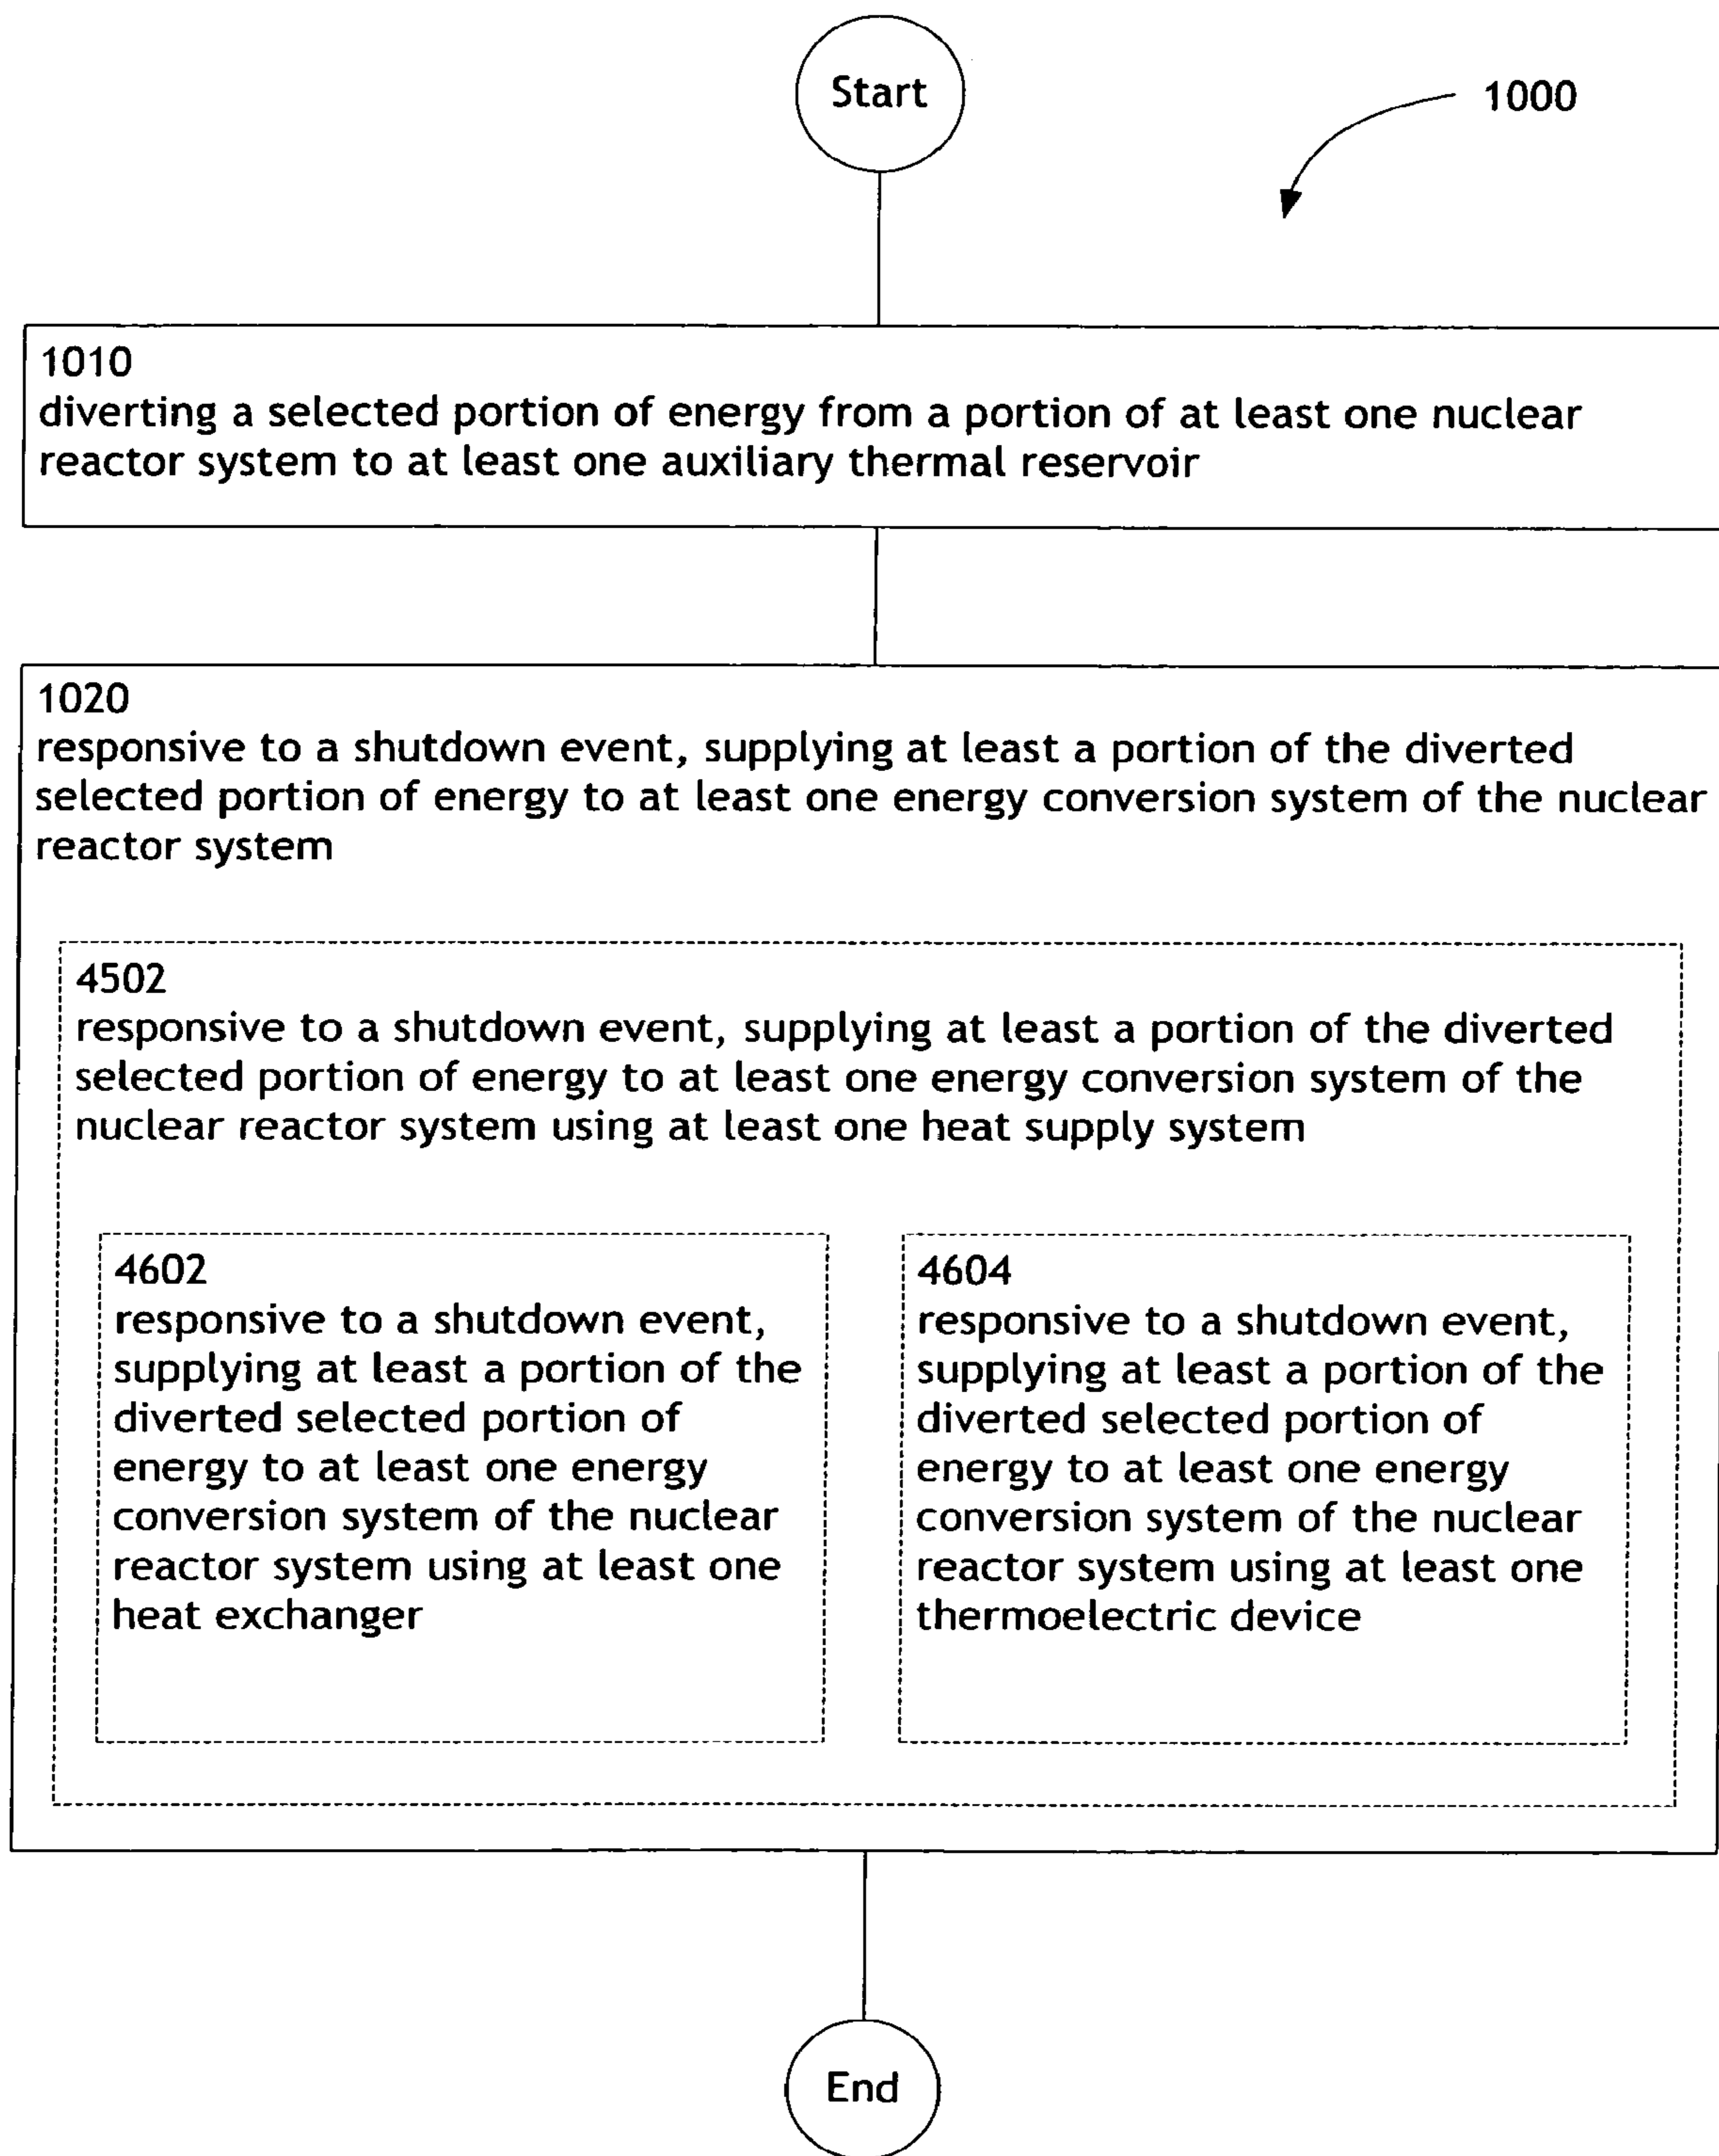 Start
1000
1010
diverting a selected portion of energy from a portion of at least one nuclear
reactor system to at least one auxiliary thermal reservoir
1020
responsive to a shutdown event, supplying at least a portion of the diverted
selected portion of energy to at least one energy conversion system of the nuclear
reactor system
4502
responsive to a shutdown event, supplying at least a portion of the diverted
selected portion of energy to at least one energy conversion system of the
nuclear reactor system using at least one heat supply system
4602
responsive to a shutdown event,
supplying at least a portion of the
diverted selected portion of
energy to at least one energy
conversion system of the nuclear
reactor system using at least one
heat exchanger
4604
responsive to a shutdown event,
supplying at least a portion of the
diverted selected portion of
energy to at least one energy
conversion system of the nuclear
reactor system using at least one
thermoelectric device
End